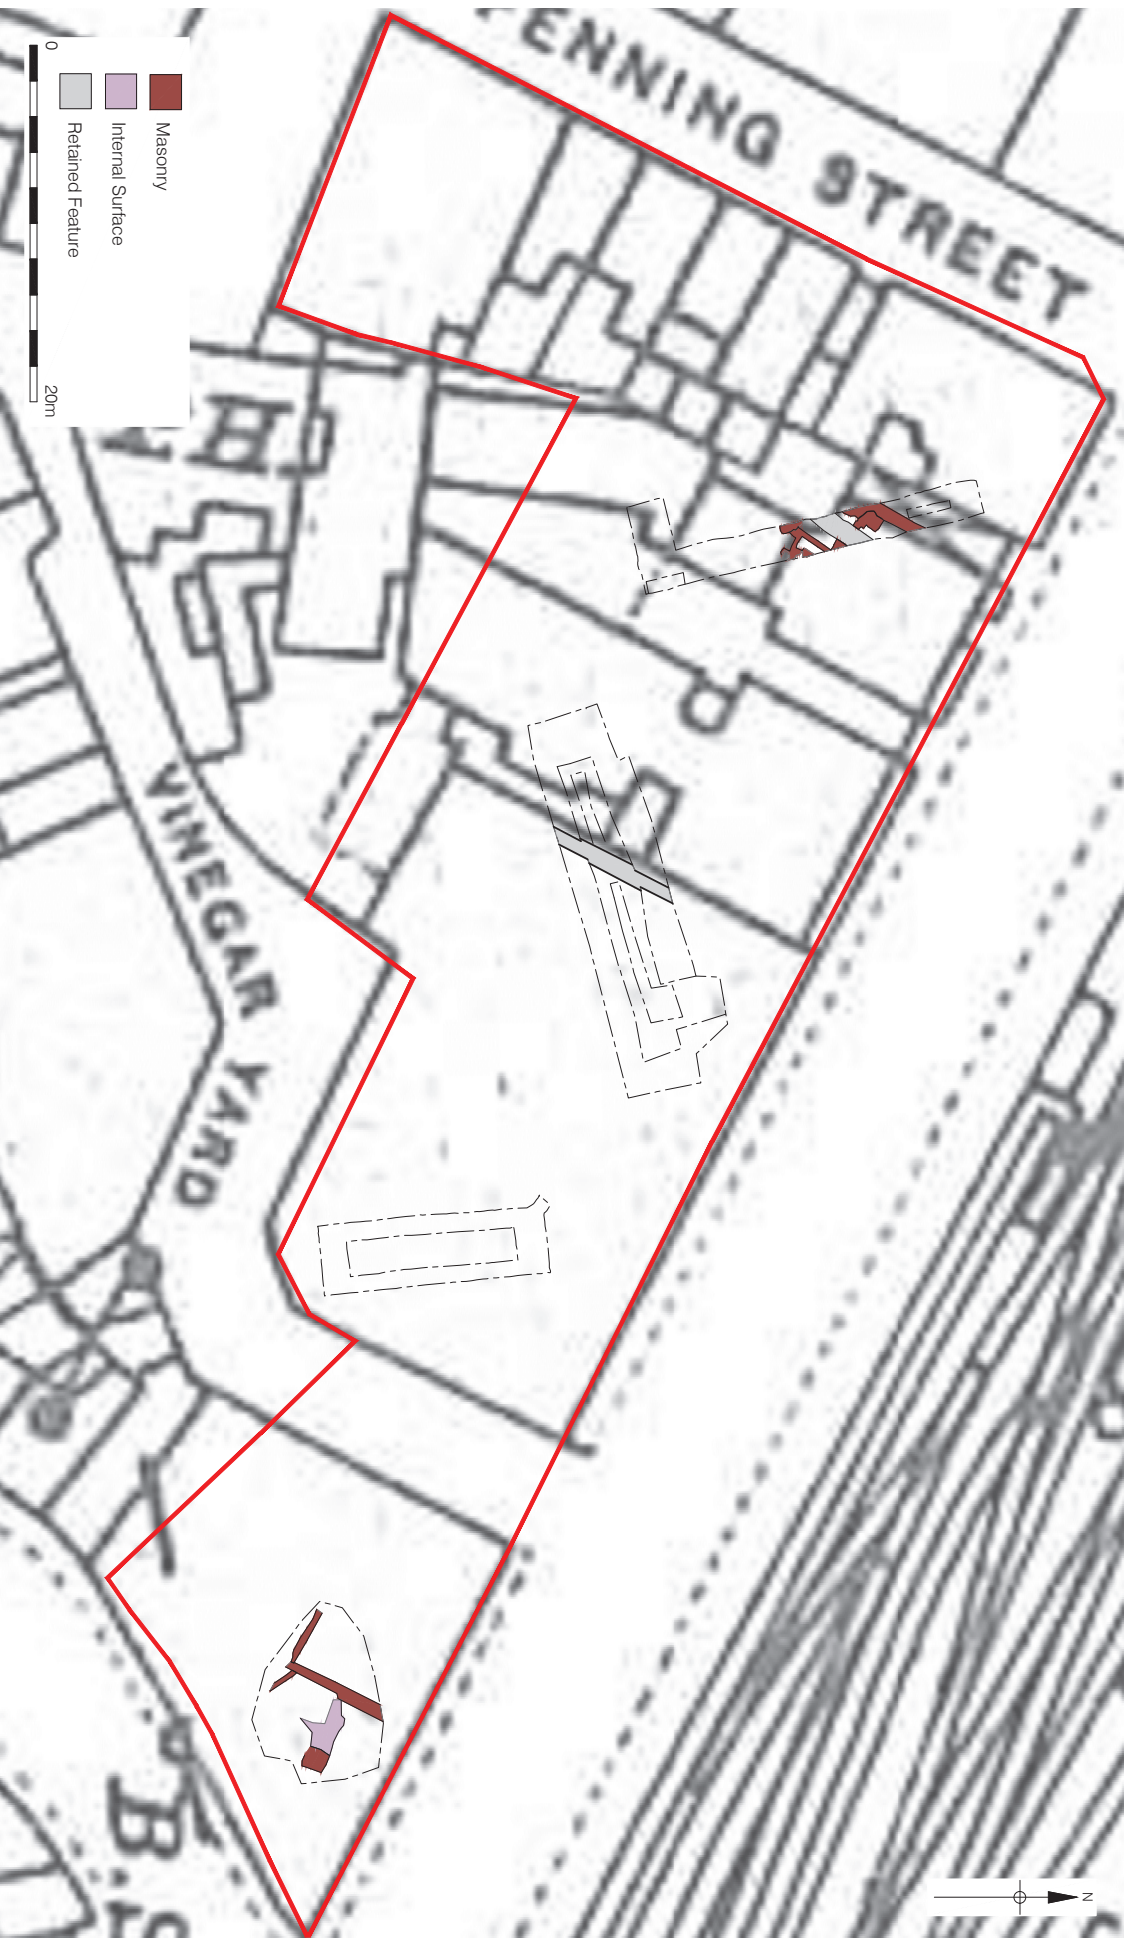 ENNING STREET
Masonry
Internal Surface
Retained Feature
0
20m
VINEGAR YARD
N